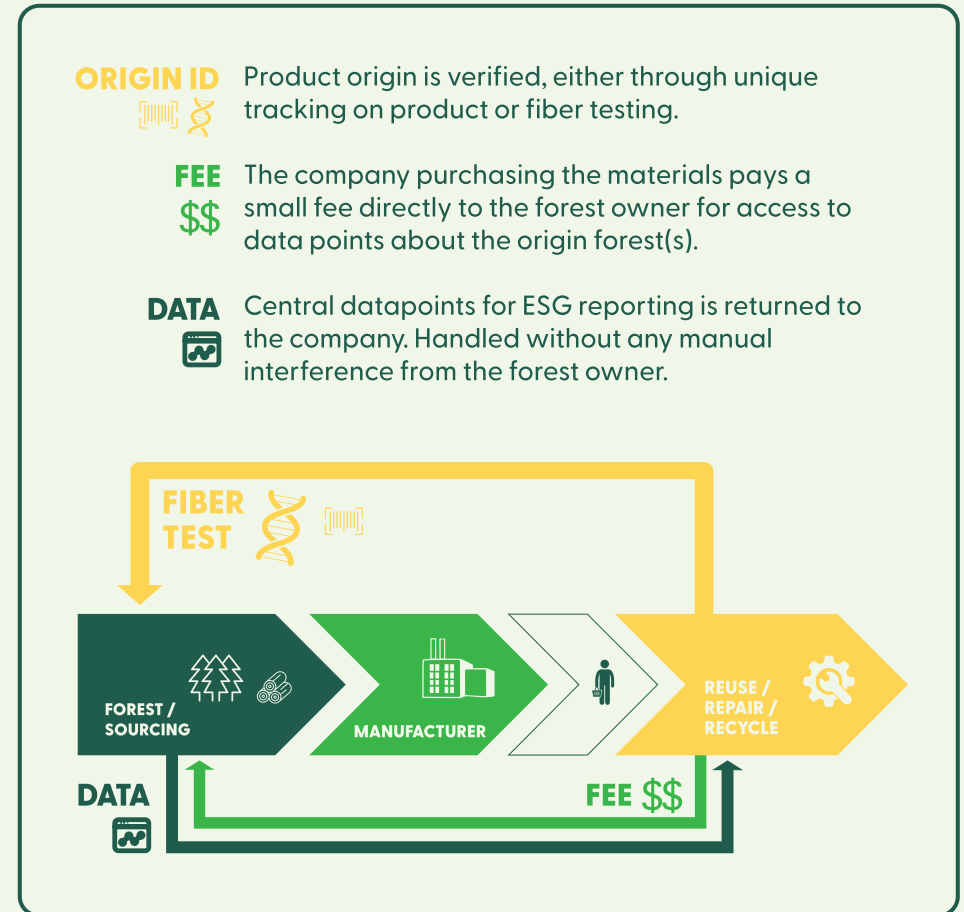 ORIGIN ID
Product origin is verified, either through unique
tracking on product or fiber testing.
FEE
$$
The company purchasing the materials pays a
small fee directly to the forest owner for access to
data points about the origin forest(s).
DATA
Central datapoints for ESG reporting is returned to
the company. Handled without any manual
interference from the forest owner.
FIBER
TEST
FOREST /
SOURCING
MANUFACTURER
REUSE /
REPAIR /
RECYCLE
DATA
FEE $$